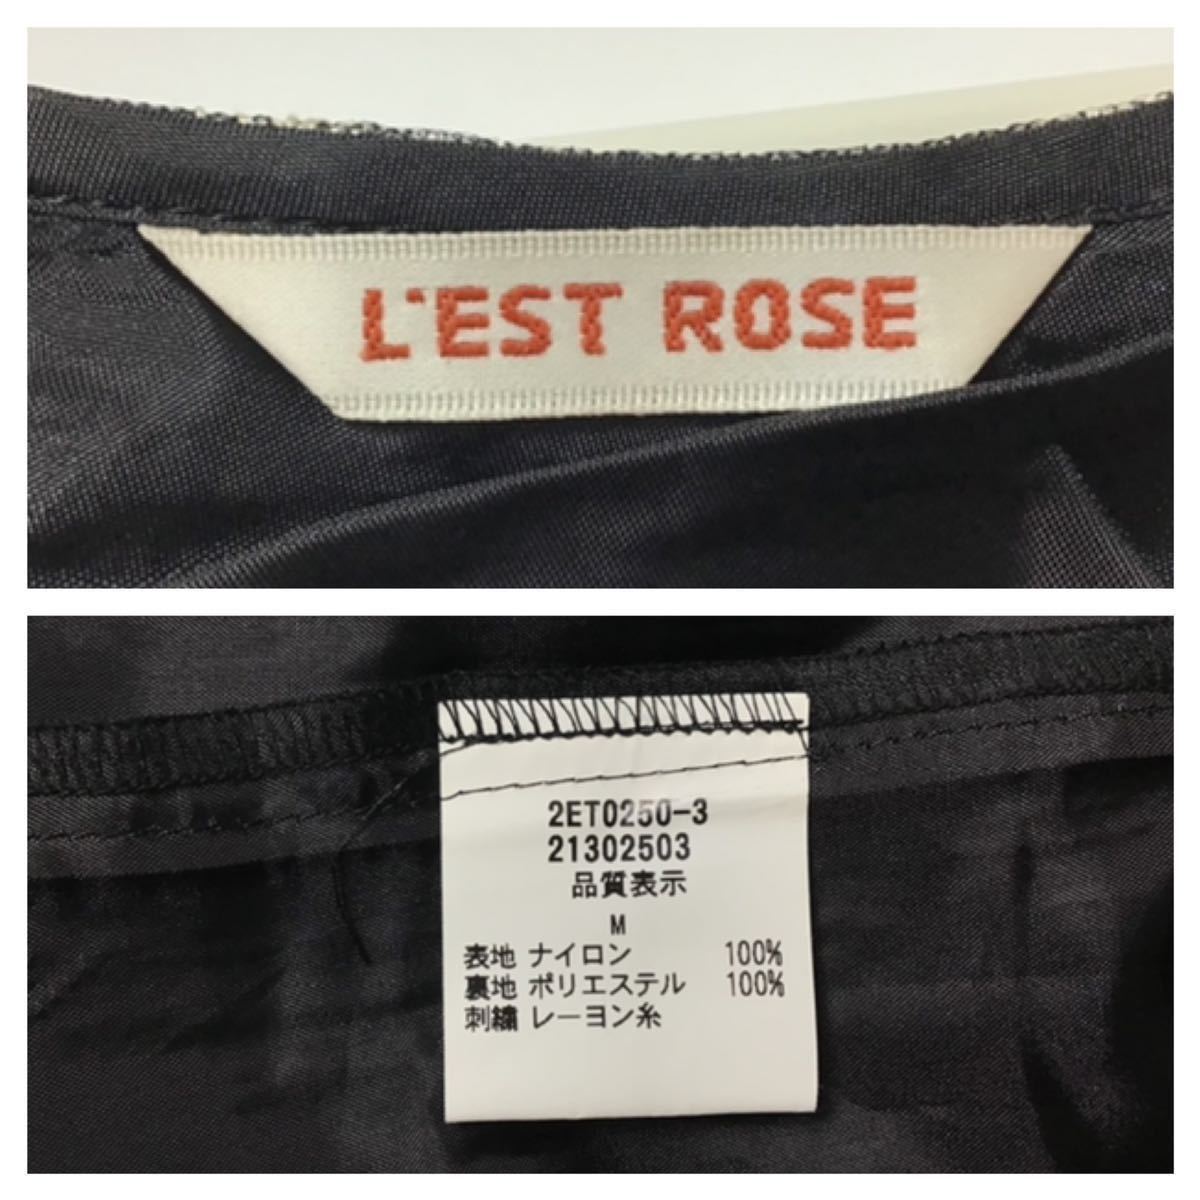 L'EST ROSE
2ET0250-3
21302503
品質表示
M
表地 ナイロン 100%
裏地 ポリエステル 100%
刺繍 レーヨン糸